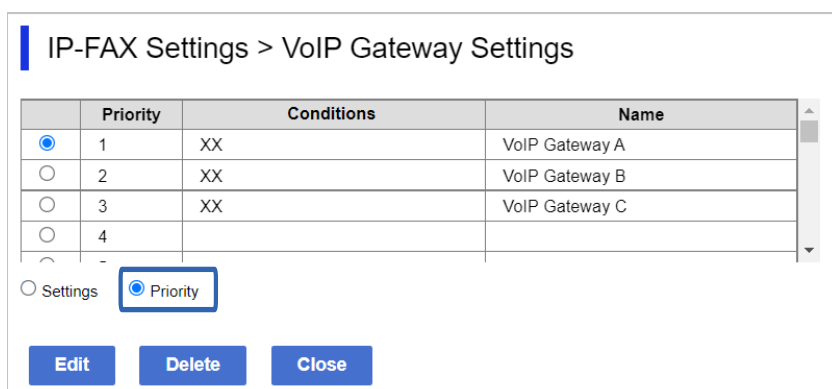 IP-FAX Settings > VoIP Gateway Settings
Priority Conditions Name
1 XX VoIP Gateway A
2 XX VoIP Gateway B
3 XX VoIP Gateway C
4
Settings Priority
Edit Delete Close